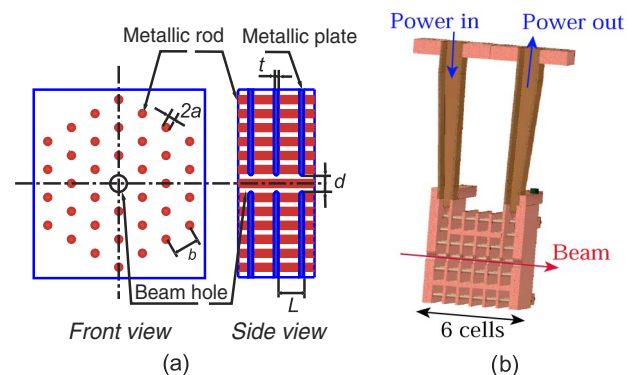 Metallic rod
Metallic plate
t
2a
d
b
Beam hole
L
Front view
Side view
(a)
Power in
Power out
Beam
6 cells
(b)